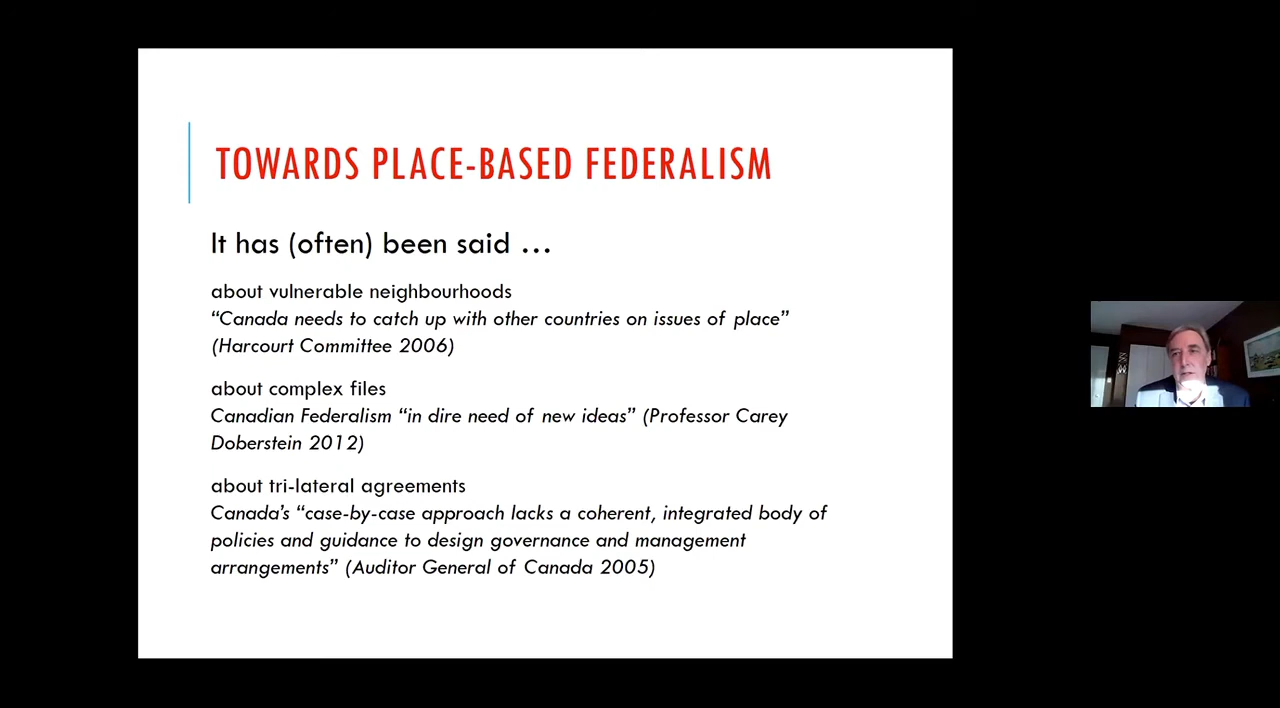 TOWARDS PLACE-BASED FEDERALISM
It has (often) been said …
about vulnerable neighbourhoods
“Canada needs to catch up with other countries on issues of place”
(Harcourt Committee 2006)
about complex files
Canadian Federalism “in dire need of new ideas” (Professor Carey
Doberstein 2012)
about tri-lateral agreements
Canada’s “case-by-case approach lacks a coherent, integrated body of
policies and guidance to design governance and management
arrangements” (Auditor General of Canada 2005)